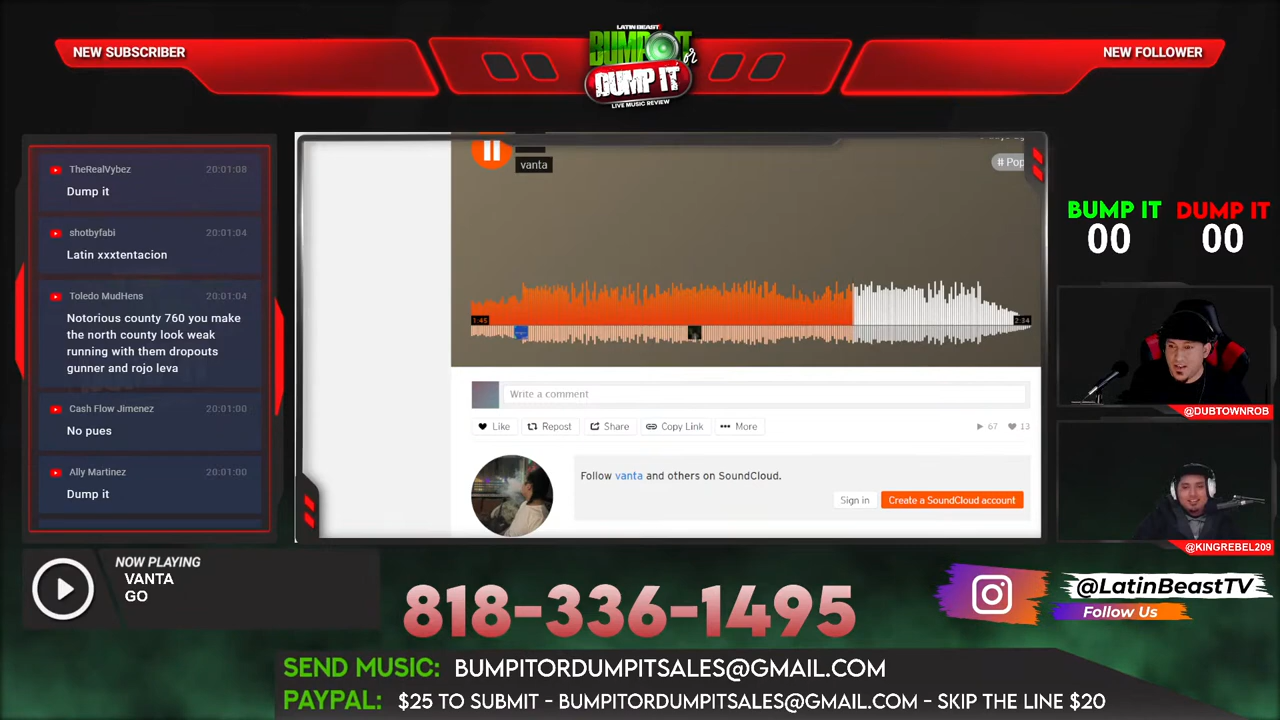 NEW SUBSCRIBER
LATIN BEAST
BUMP IT or
DUMP IT
LIVE MUSIC REVIEW
NEW FOLLOWER
TheRealVybez 20:01:08
Dump it
shotbyfabi 20:01:04
Latin xxxtentacion
Toledo MudHens 20:01:04
Notorious county 760 you make
the north county look weak
running with them dropouts
gunner and rojo leva
Cash Flow Jimenez 20:01:00
No pues
Ally Martinez 20:01:00
Dump it
vanta
# Pop
1:45
2:34
Write a comment
Like Repost Share Copy Link More 67 13
Follow vanta and others on SoundCloud.
Sign in Create a SoundCloud account
BUMP IT DUMP IT
00 00
@DUBTOWNROB
@KINGREBEL209
NOW PLAYING
VANTA
GO
818-336-1495
@LatinBeastTV
Follow Us
SEND MUSIC: BUMPITORDUMPITSALES@GMAIL.COM
PAYPAL: $25 TO SUBMIT - BUMPITORDUMPITSALES@GMAIL.COM - SKIP THE LINE $20